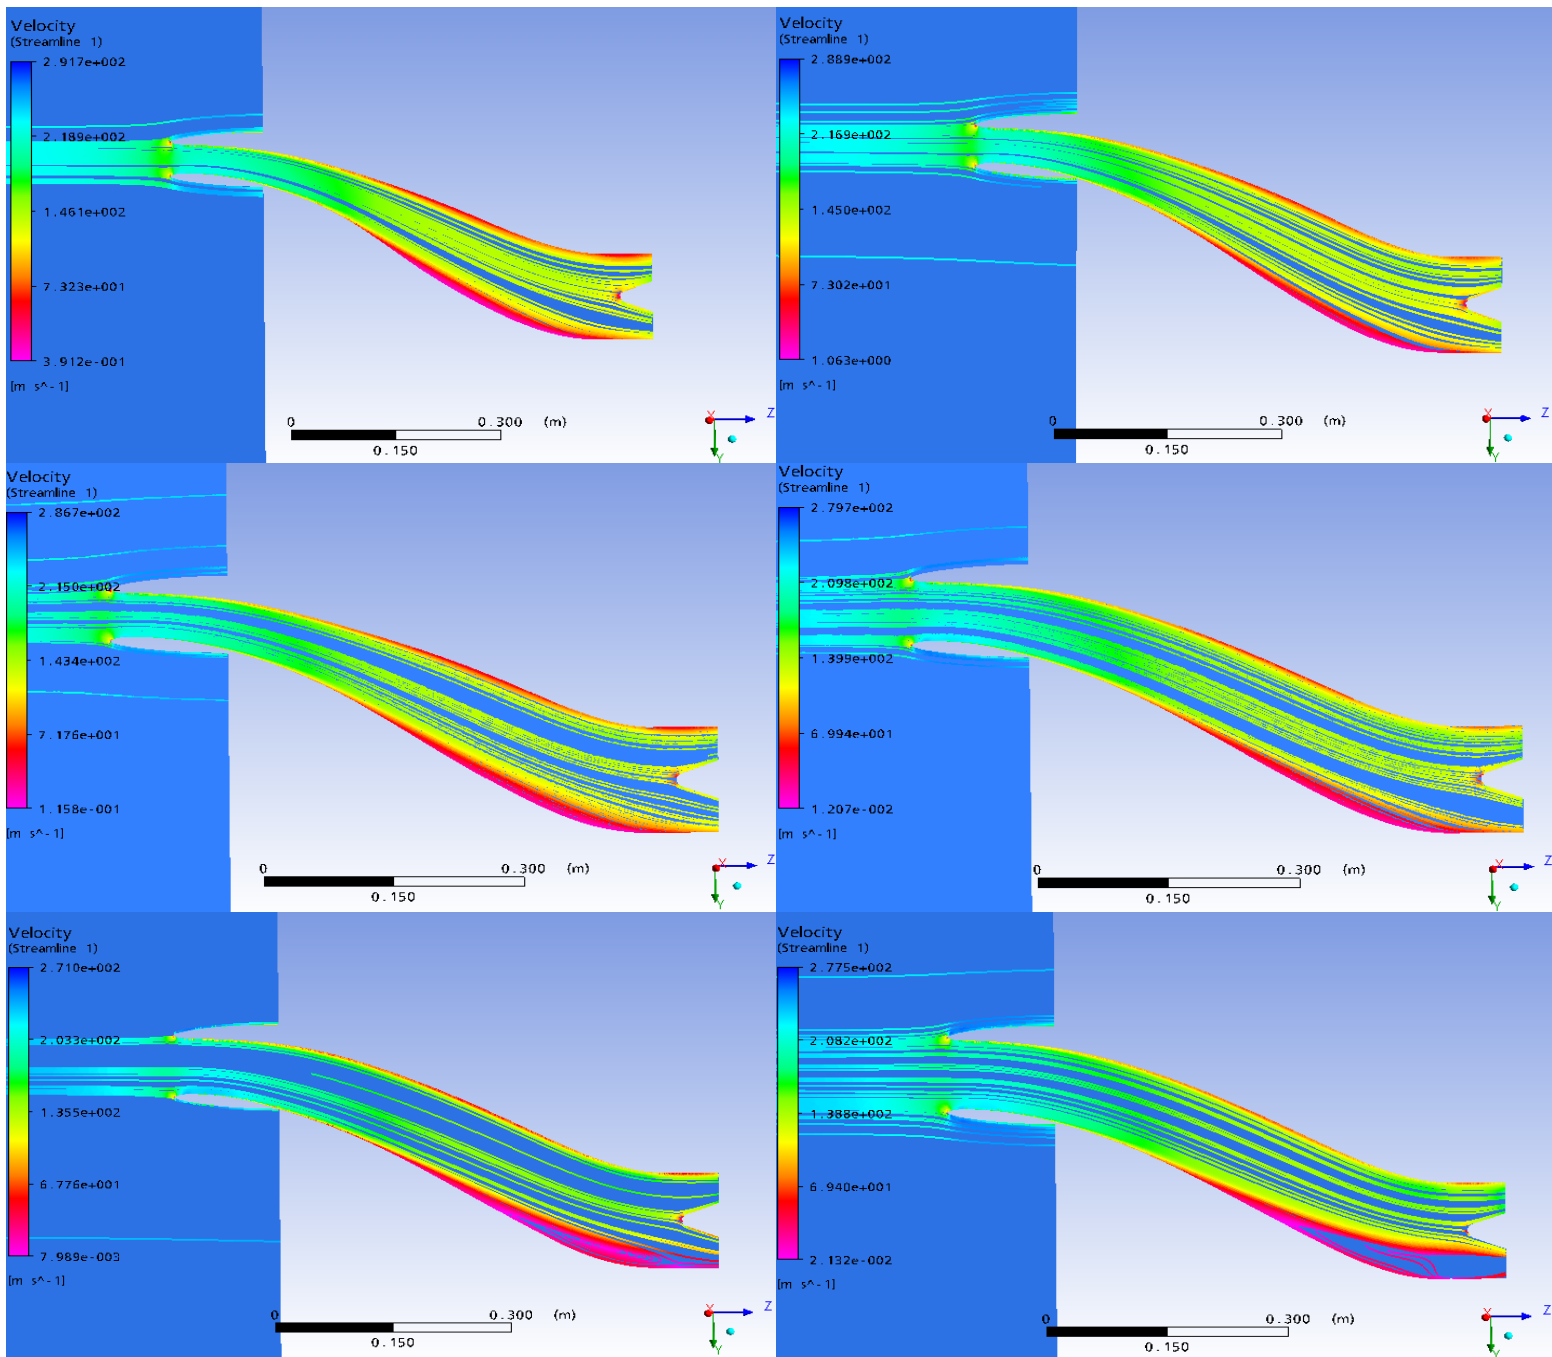 Velocity
(Streamline 1)
2.917e+002
2.189e+002
1.461e+002
7.323e+001
3.912e-001
[m s^-1]
0 0.300 (m)
0.150
X Z
Y
Velocity
(Streamline 1)
2.889e+002
2.169e+002
1.450e+002
7.302e+001
1.063e+000
[m s^-1]
0 0.300 (m)
0.150
X Z
Y
Velocity
(Streamline 1)
2.867e+002
2.150e+002
1.434e+002
7.176e+001
1.158e-001
[m s^-1]
0 0.300 (m)
0.150
X Z
Y
Velocity
(Streamline 1)
2.797e+002
2.098e+002
1.399e+002
6.994e+001
1.207e-002
[m s^-1]
0 0.300 (m)
0.150
X Z
Y
Velocity
(Streamline 1)
2.710e+002
2.033e+002
1.355e+002
6.776e+001
7.989e-003
[m s^-1]
0 0.300 (m)
0.150
X Z
Y
Velocity
(Streamline 1)
2.775e+002
2.082e+002
1.388e+002
6.940e+001
2.132e-002
[m s^-1]
0 0.300 (m)
0.150
X Z
Y